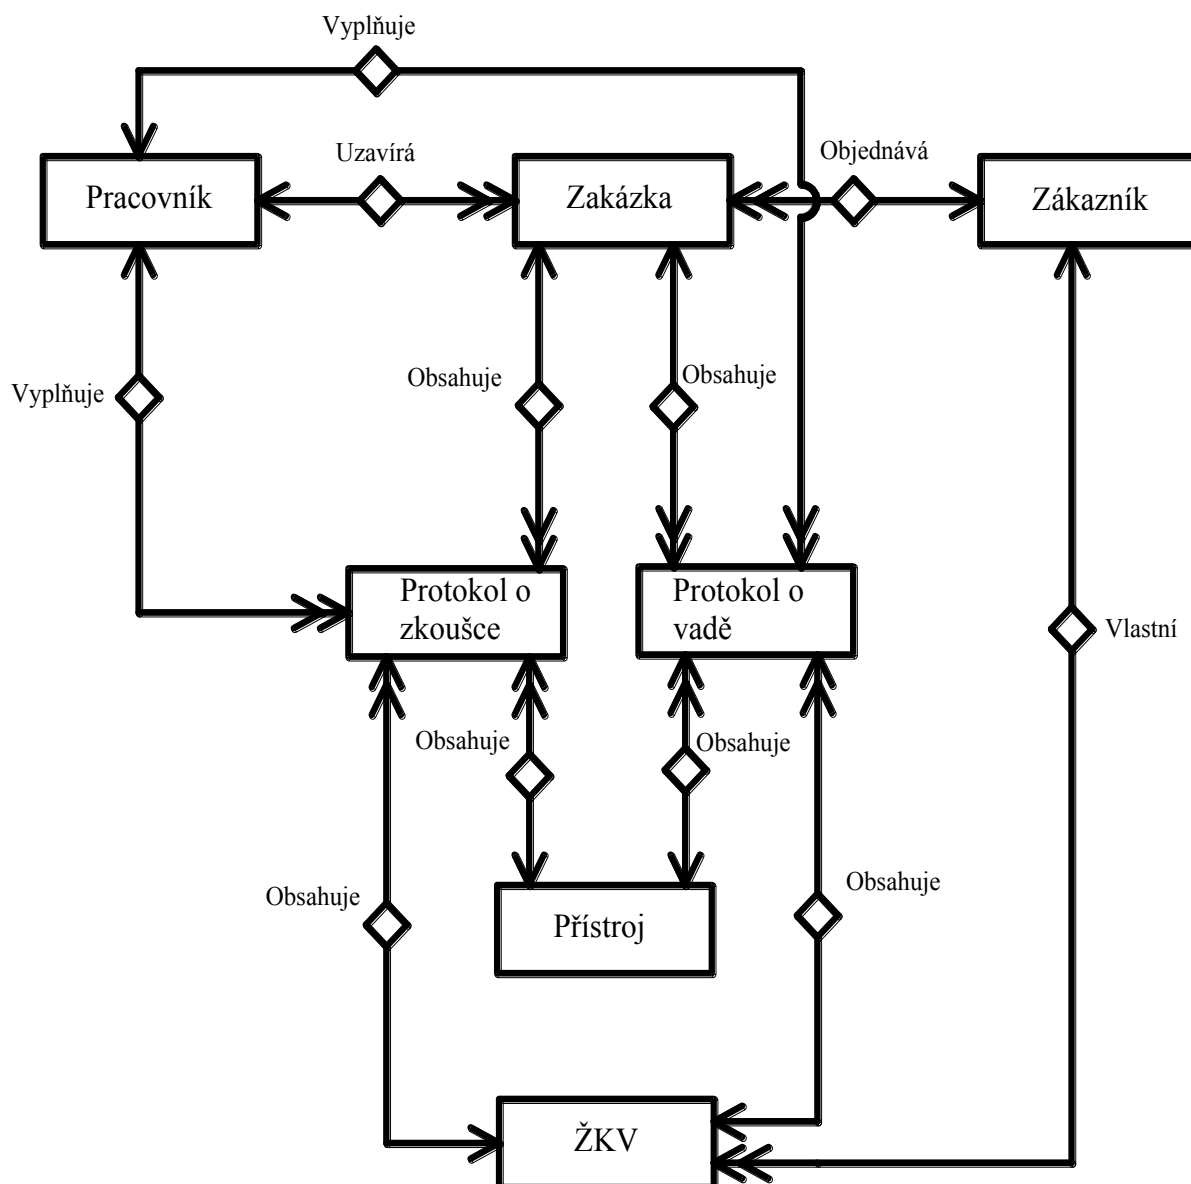 Vyplňuje
Uzavírá
Objednává
Pracovník
Zakázka
Zákazník
Vyplňuje
Obsahuje
Obsahuje
Protokol o
zkoušce
Protokol o
vadě
Vlastní
Obsahuje
Obsahuje
Obsahuje
Obsahuje
Přístroj
ŽKV